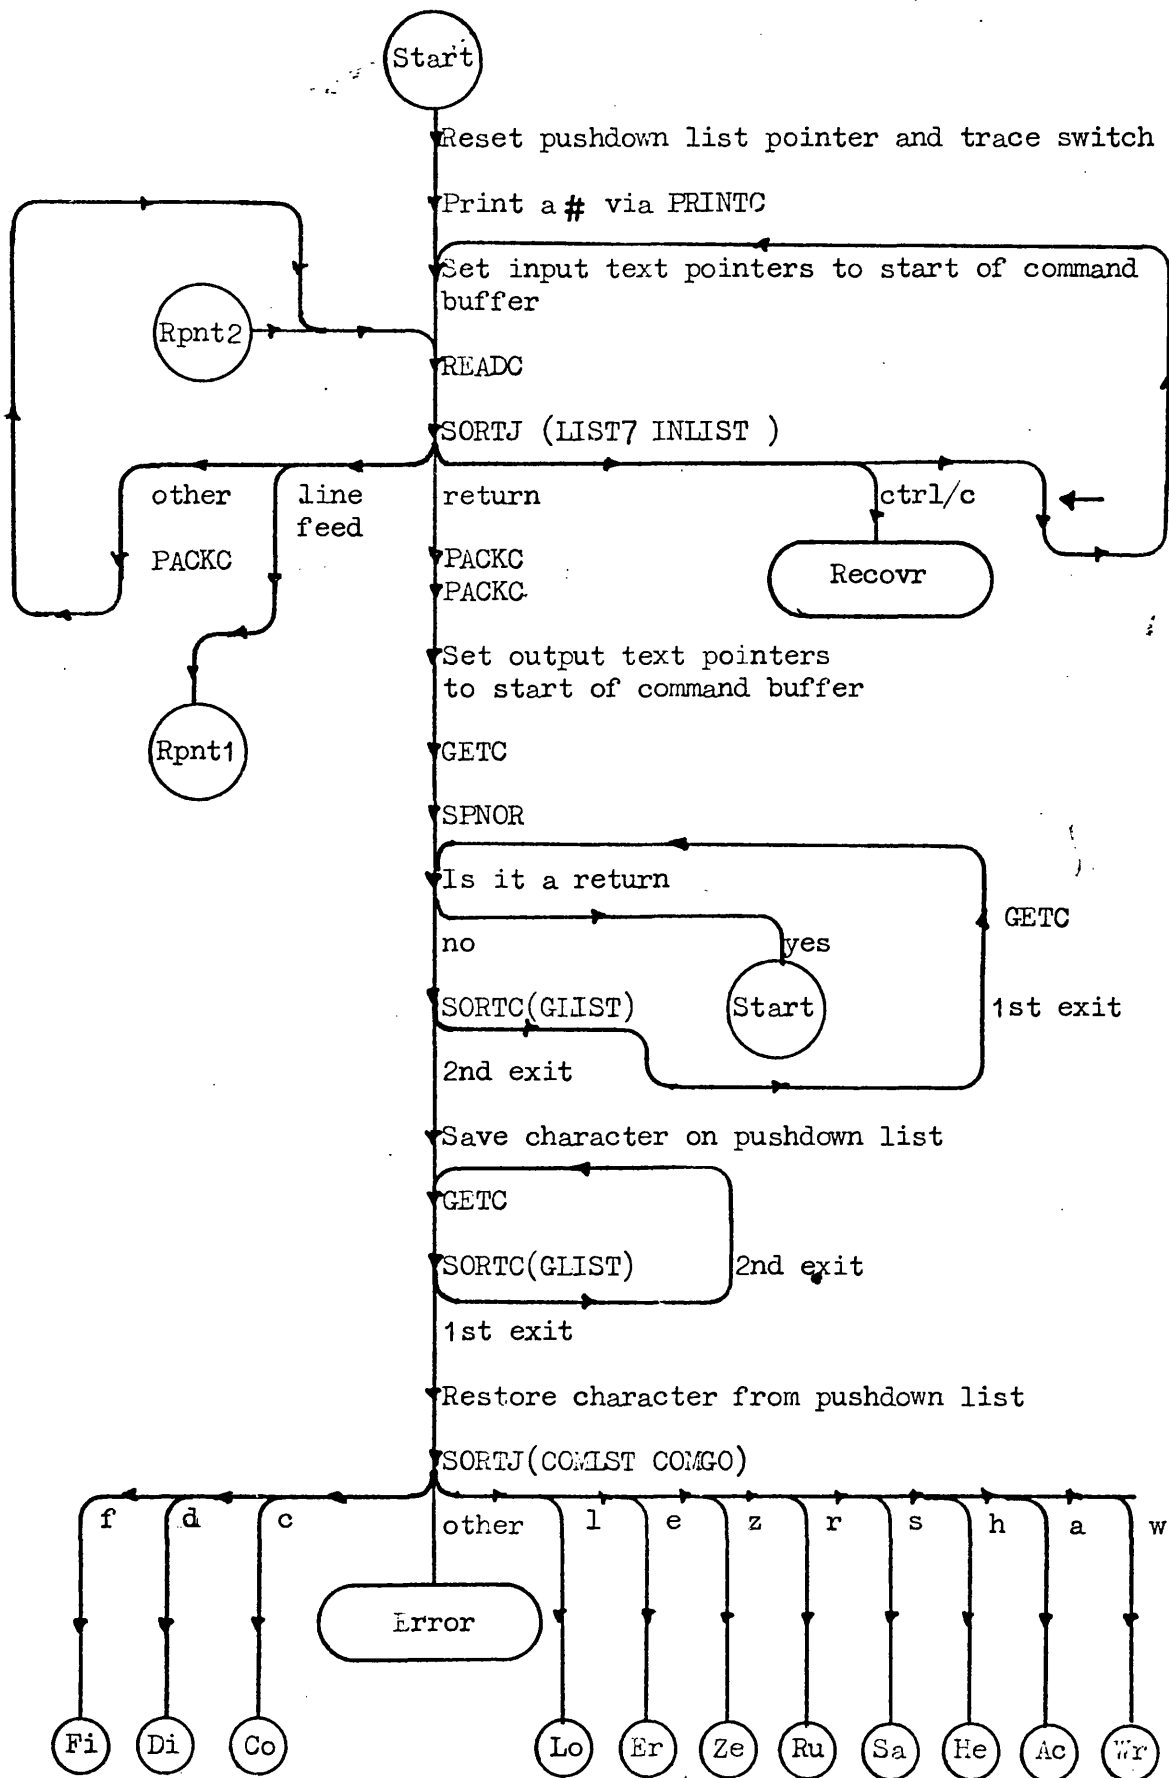 Start
Reset pushdown list pointer and trace switch
Print a # via PRINTC
Set input text pointers to start of command
buffer
Rpnt2
READC
SORTJ (LIST7 INLIST )
other
line
feed
return
ctrl/c
←
PACKC
PACKC
PACKC
Recovr
Set output text pointers
to start of command buffer
Rpnt1
GETC
SPNOR
Is it a return
GETC
no
yes
SORTC(GLIST)
Start
1st exit
2nd exit
Save character on pushdown list
GETC
SORTC(GLIST)
2nd exit
1st exit
Restore character from pushdown list
SORTJ(COMLST COMGO)
f d c other l e z r s h a w
Error
Fi Di Co Lo Er Ze Ru Sa He Ac Wr